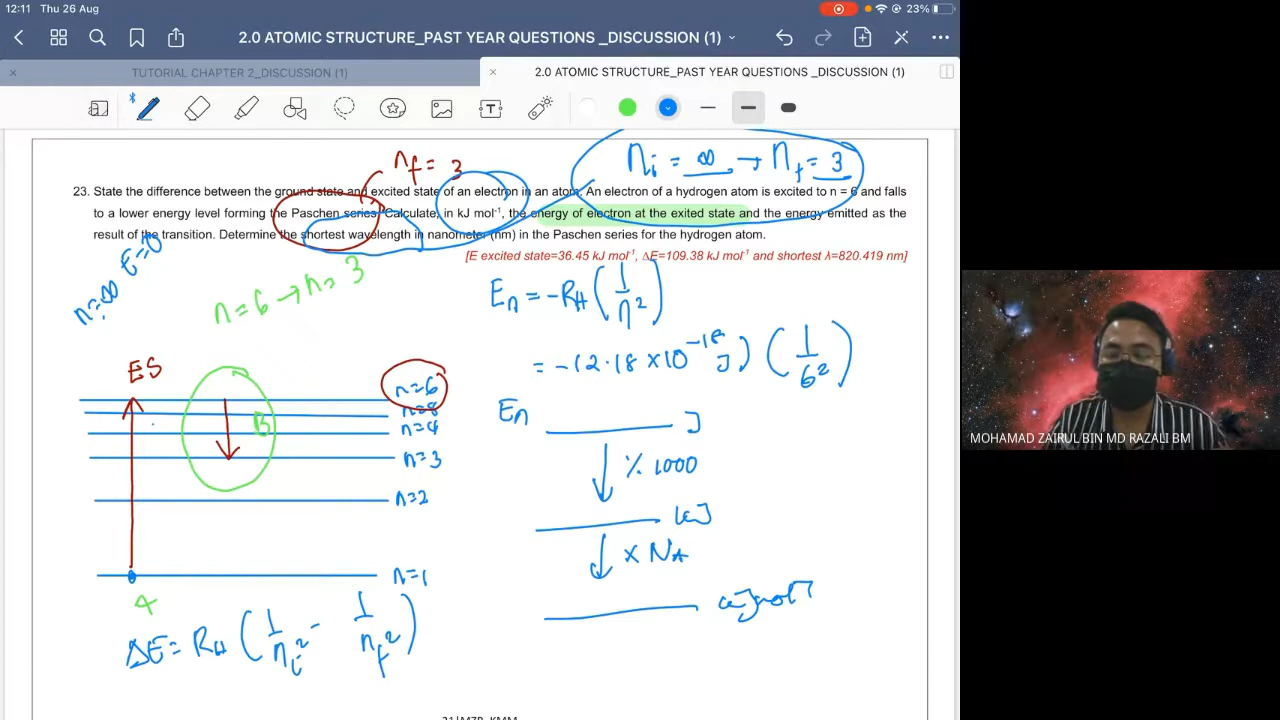 12:11 Thu 26 Aug
23%
2.0 ATOMIC STRUCTURE_PAST YEAR QUESTIONS _DISCUSSION (1)
TUTORIAL CHAPTER 2_DISCUSSION (1)
2.0 ATOMIC STRUCTURE_PAST YEAR QUESTIONS _DISCUSSION (1)
nf = 3
ni = ∞ → nf = 3
23. State the difference between the ground state and excited state of an electron in an atom. An electron of a hydrogen atom is excited to n = 6 and falls
to a lower energy level forming the Paschen series. Calculate, in kJ mol⁻¹, the energy of electron at the exited state and the energy emitted as the
result of the transition. Determine the shortest wavelength in nanometer (nm) in the Paschen series for the hydrogen atom.
[E excited state=36.45 kJ mol⁻¹, ΔE=109.38 kJ mol⁻¹ and shortest λ=820.419 nm]
n=∞ E=0
n=6 → n=3
En = -RH (1/n²)
= -(2.18 x10⁻¹⁸ J) (1/6²)
ES
n=6
n=4
n=3
n=2
n=1
B
A
En
J
% 1000
kJ
x NA
kJmol⁻¹
ΔE = RH (1/ni² - 1/nf²)
MOHAMAD ZAIRUL BIN MD RAZALI BM